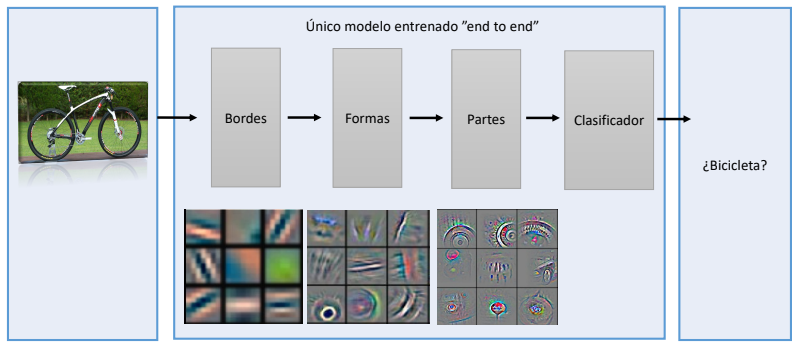 Único modelo entrenado ”end to end”
Bordes
Formas
Partes
Clasificador
¿Bicicleta?